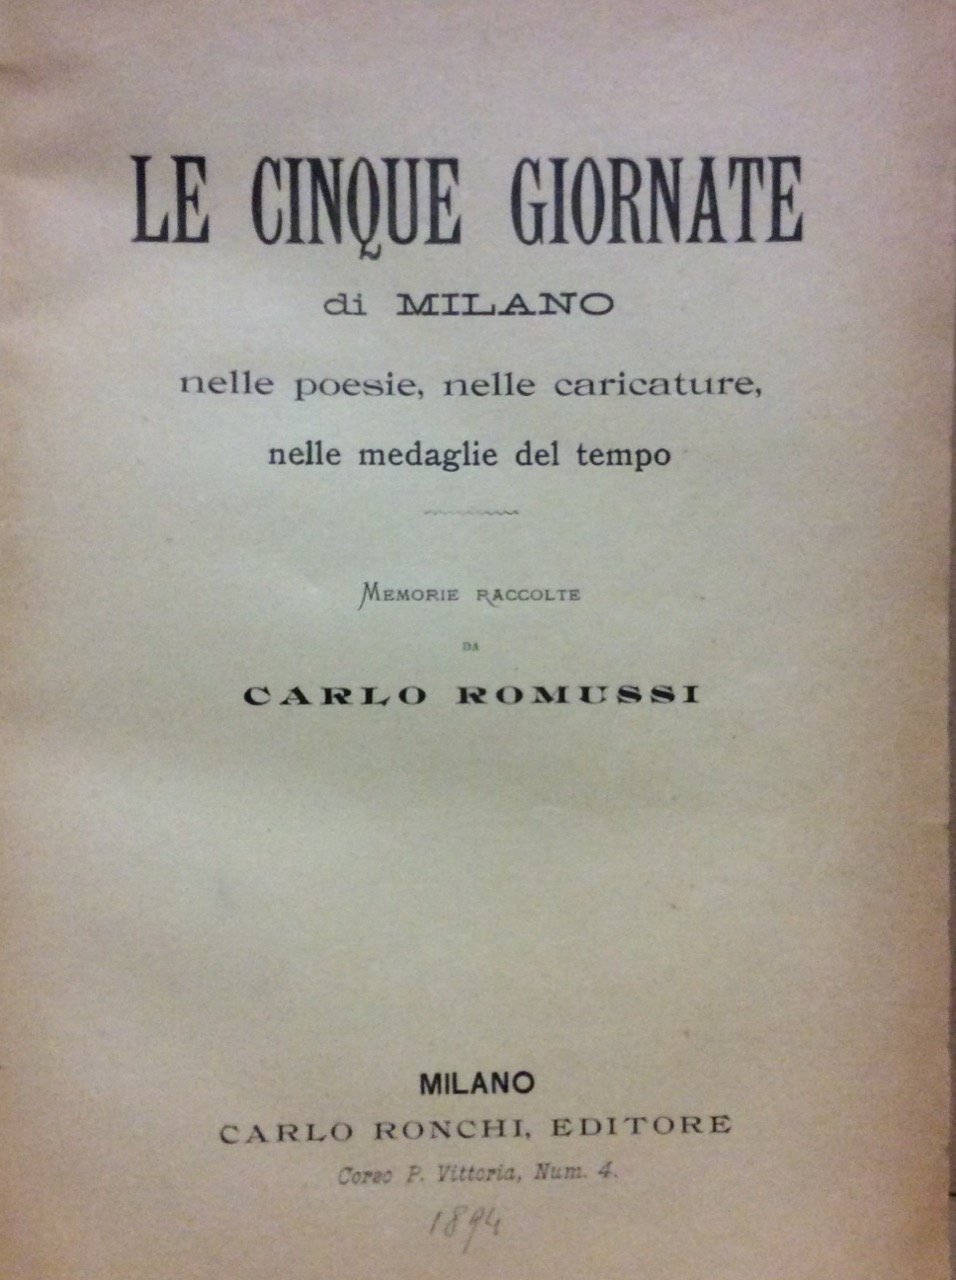 LE CINQUE GIORNATE
di MILANO
nelle poesie, nelle caricature,
nelle medaglie del tempo
MEMORIE RACCOLTE
DA
CARLO ROMUSSI
MILANO
CARLO RONCHI, EDITORE
Corso P. Vittoria, Num. 4.
1894